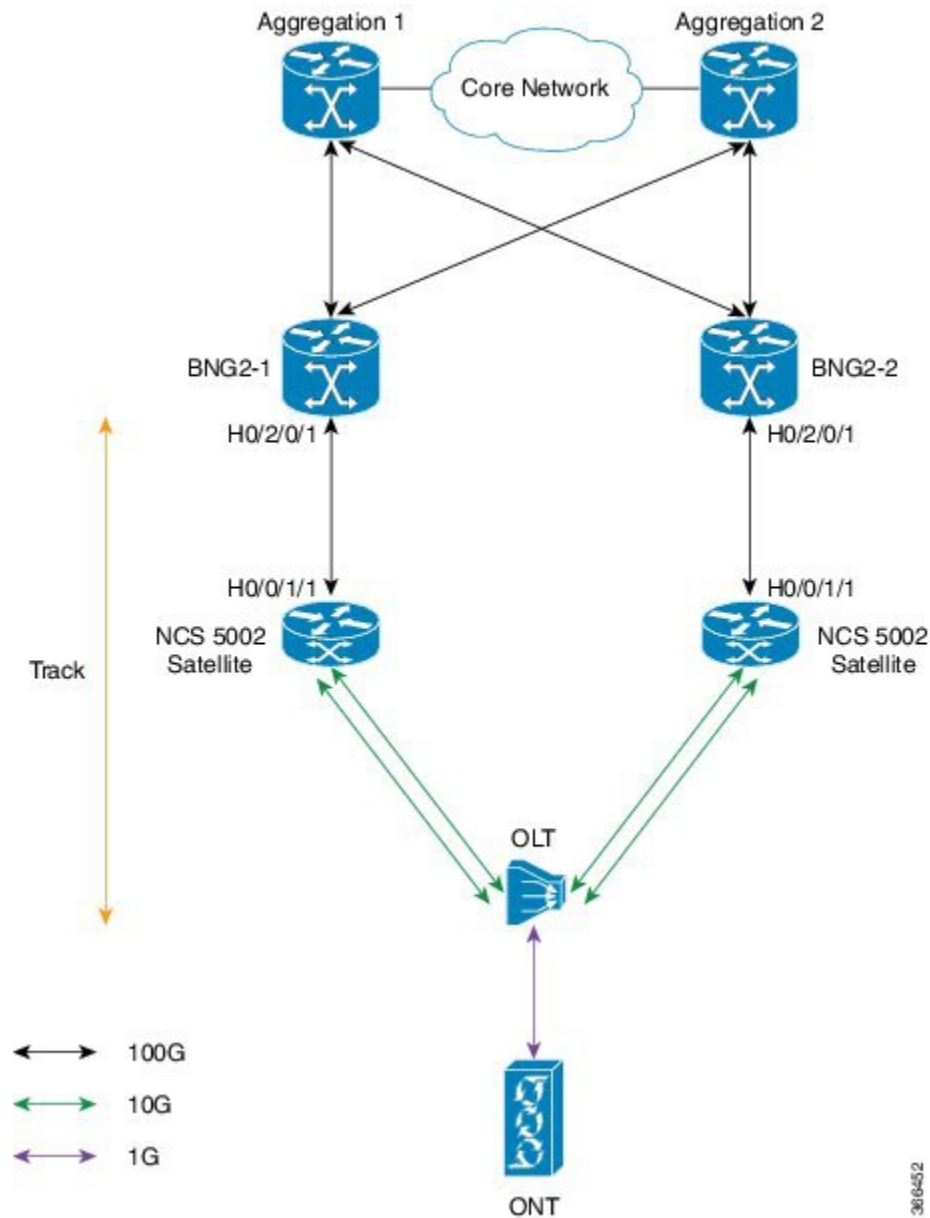 Aggregation 1
Aggregation 2
Core Network
BNG2-1
BNG2-2
H0/2/0/1
H0/2/0/1
H0/0/1/1
H0/0/1/1
NCS 5002
Satellite
NCS 5002
Satellite
Track
OLT
100G
10G
1G
ONT
366452